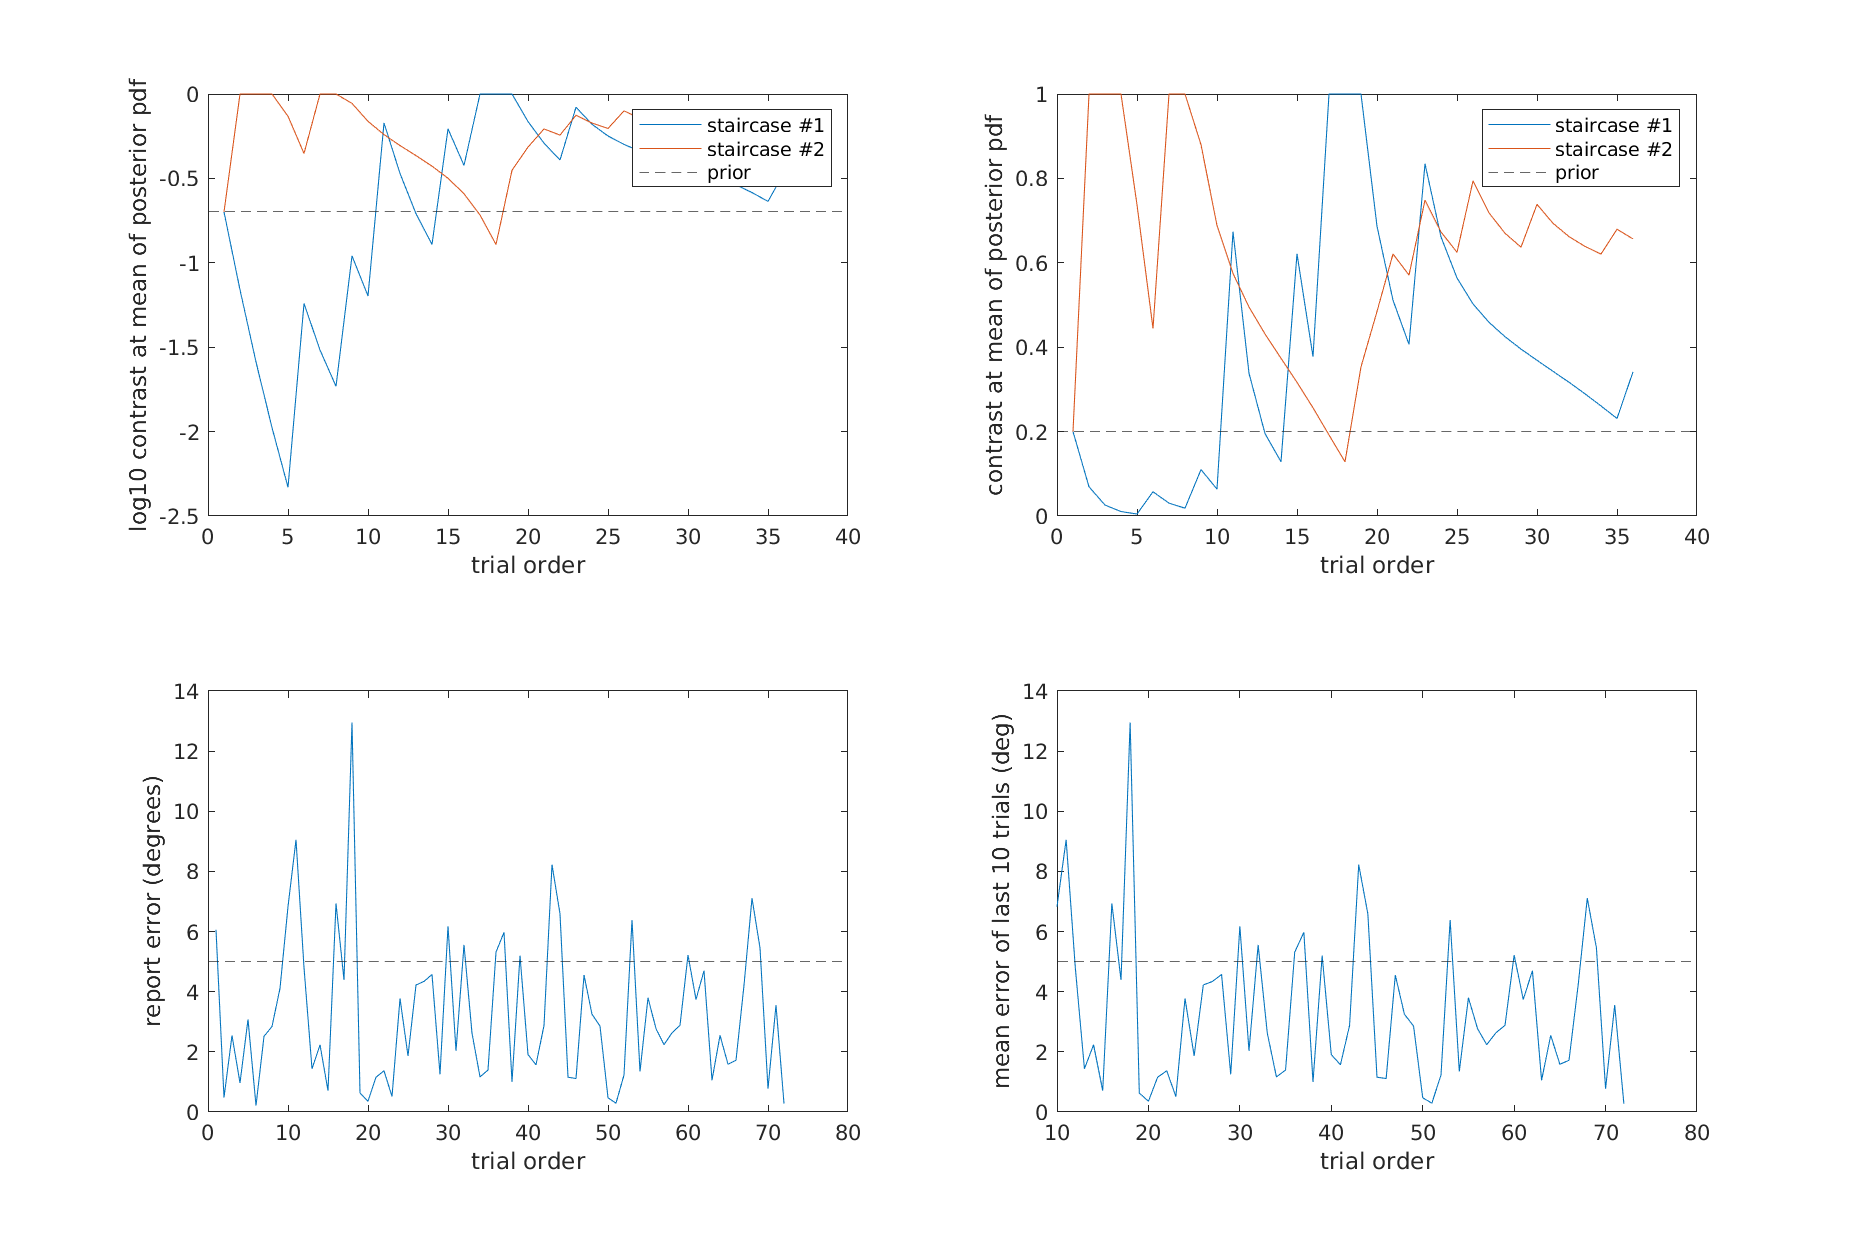 log10 contrast at mean of posterior pdf
0
-0.5
-1
-1.5
-2
-2.5
0 5 10 15 20 25 30 35 40
trial order
staircase #1
staircase #2
prior
contrast at mean of posterior pdf
1
0.8
0.6
0.4
0.2
0
0 5 10 15 20 25 30 35 40
trial order
staircase #1
staircase #2
prior
report error (degrees)
14
12
10
8
6
4
2
0
0 10 20 30 40 50 60 70 80
trial order
mean error of last 10 trials (deg)
14
12
10
8
6
4
2
0
10 20 30 40 50 60 70 80
trial order